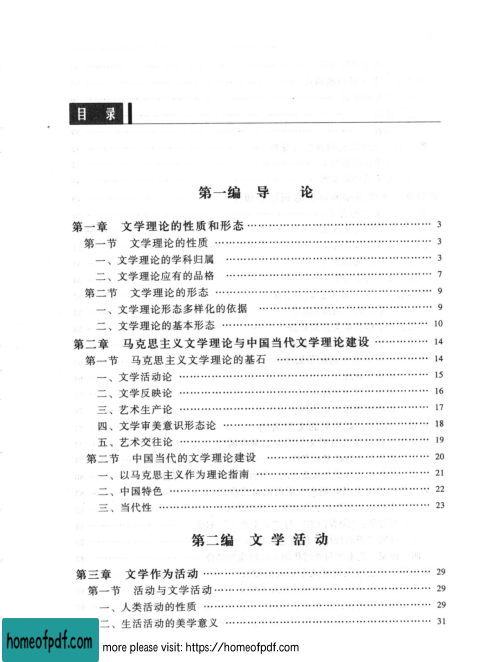 目 录
第一编 导 论
第一章 文学理论的性质和形态 3
第一节 文学理论的性质 3
一、文学理论的学科归属 3
二、文学理论应有的品格 7
第二节 文学理论的形态 9
一、文学理论形态多样化的依据 9
二、文学理论的基本形态 10
第二章 马克思主义文学理论与中国当代文学理论建设 14
第一节 马克思主义文学理论的基石 14
一、文学活动论 15
二、文学反映论 16
三、艺术生产论 17
四、文学审美意识形态论 18
五、艺术交往论 19
第二节 中国当代的文学理论建设 20
一、以马克思主义作为理论指南 21
二、中国特色 22
三、当代性 23
第二编 文 学 活 动
第三章 文学作为活动 29
第一节 活动与文学活动 29
一、人类活动的性质 29
二、生活活动的美学意义 31
homeofpdf.com more please visit: https://homeofpdf.com